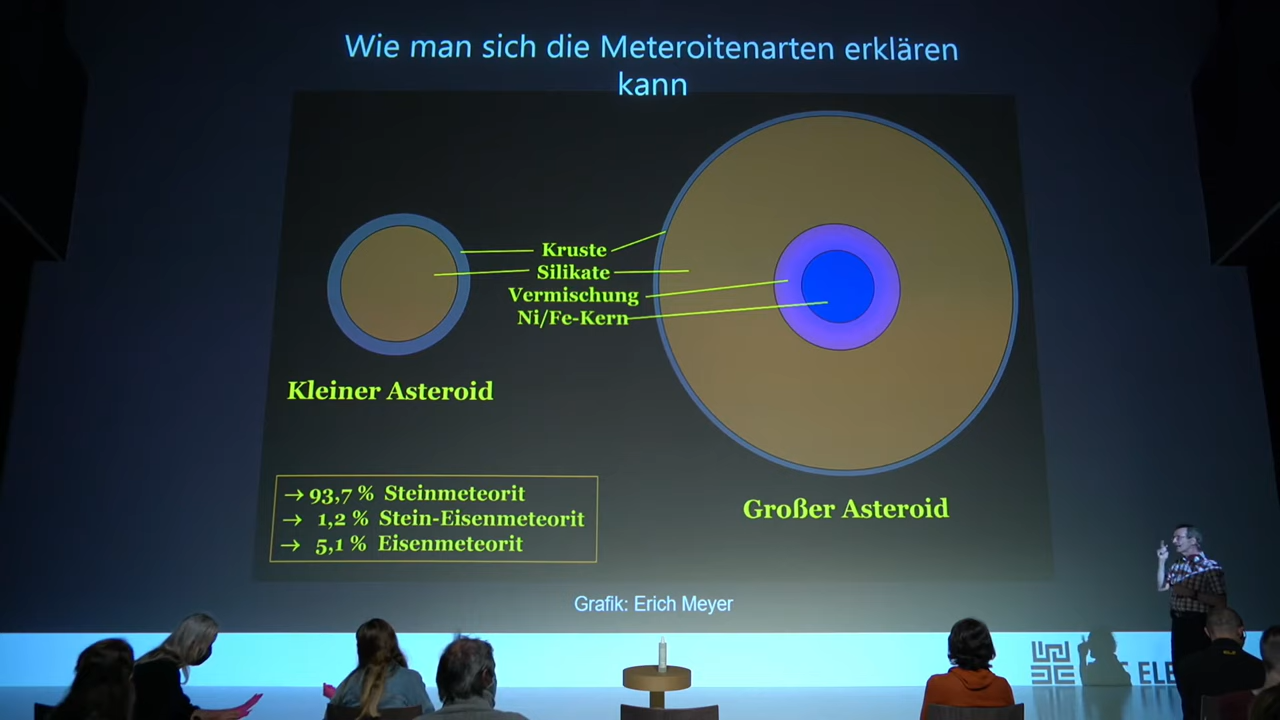 Wie man sich die Meteroitenarten erklären
kann
Kruste
Silikate
Vermischung
Ni/Fe-Kern
Kleiner Asteroid
Großer Asteroid
→ 93,7 % Steinmeteorit
→ 1,2 % Stein-Eisenmeteorit
→ 5,1 % Eisenmeteorit
Grafik: Erich Meyer